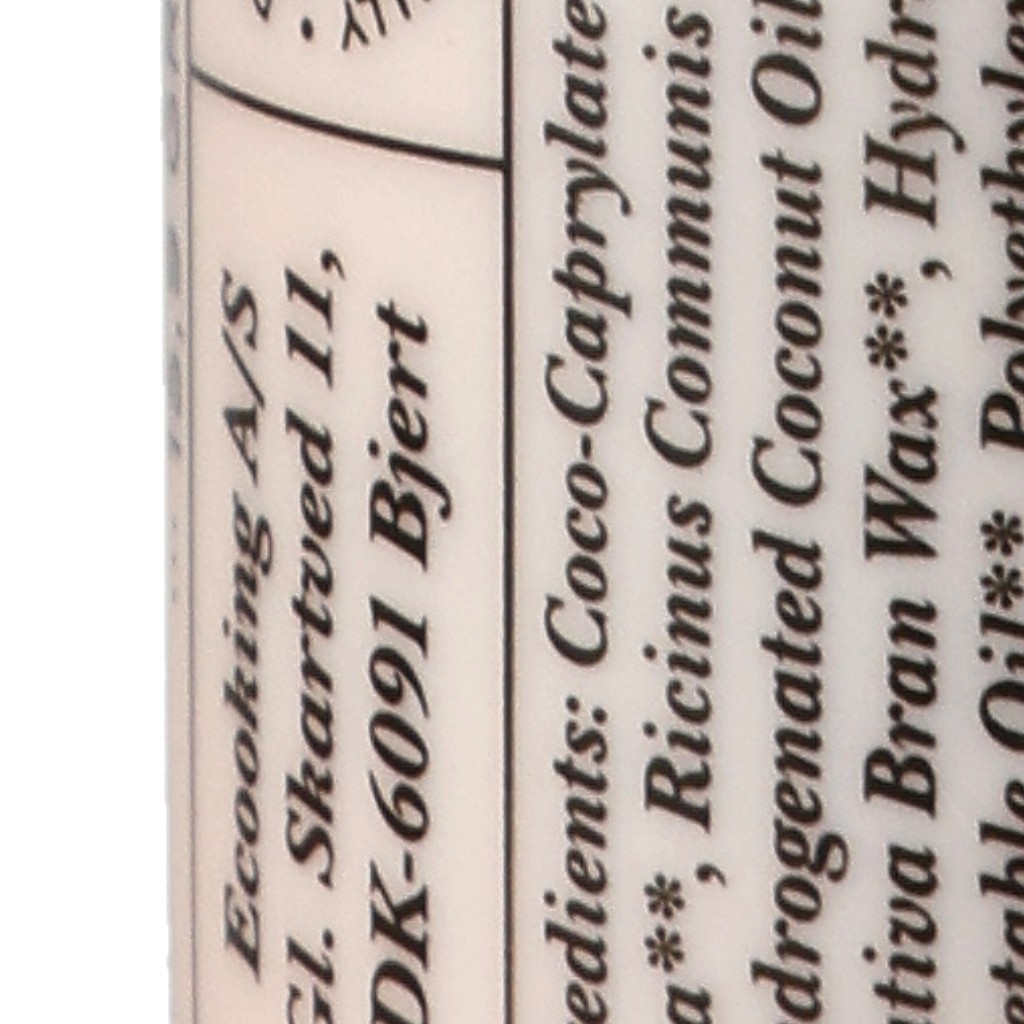 Ecooking A/S
Gl. Skartved 11,
DK-6091 Bjert
edients: Coco-Caprylate
a**, Ricinus Communis
drogenated Coconut Oil
ativa Bran Wax**, Hydr
etable Oil**